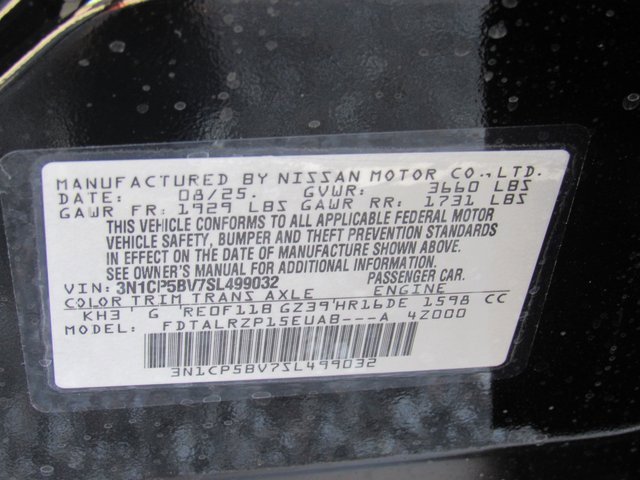 MANUFACTURED BY NISSAN MOTOR CO., LTD.
DATE: 08/25. GVWR: 3660 LBS
GAWR FR: 1929 LBS GAWR RR: 1731 LBS
THIS VEHICLE CONFORMS TO ALL APPLICABLE FEDERAL MOTOR
VEHICLE SAFETY, BUMPER AND THEFT PREVENTION STANDARDS
IN EFFECT ON THE DATE OF MANUFACTURE SHOWN ABOVE.
SEE OWNER'S MANUAL FOR ADDITIONAL INFORMATION.
VIN: 3N1CP5BV7SL499032 PASSENGER CAR.
COLOR TRIM TRANS AXLE ENGINE
KH3 G RE0F11B GZ39 HR16DE 1598 CC
FDTALRZP15EUAB---A 4Z000
3N1CP5BV7SL499032